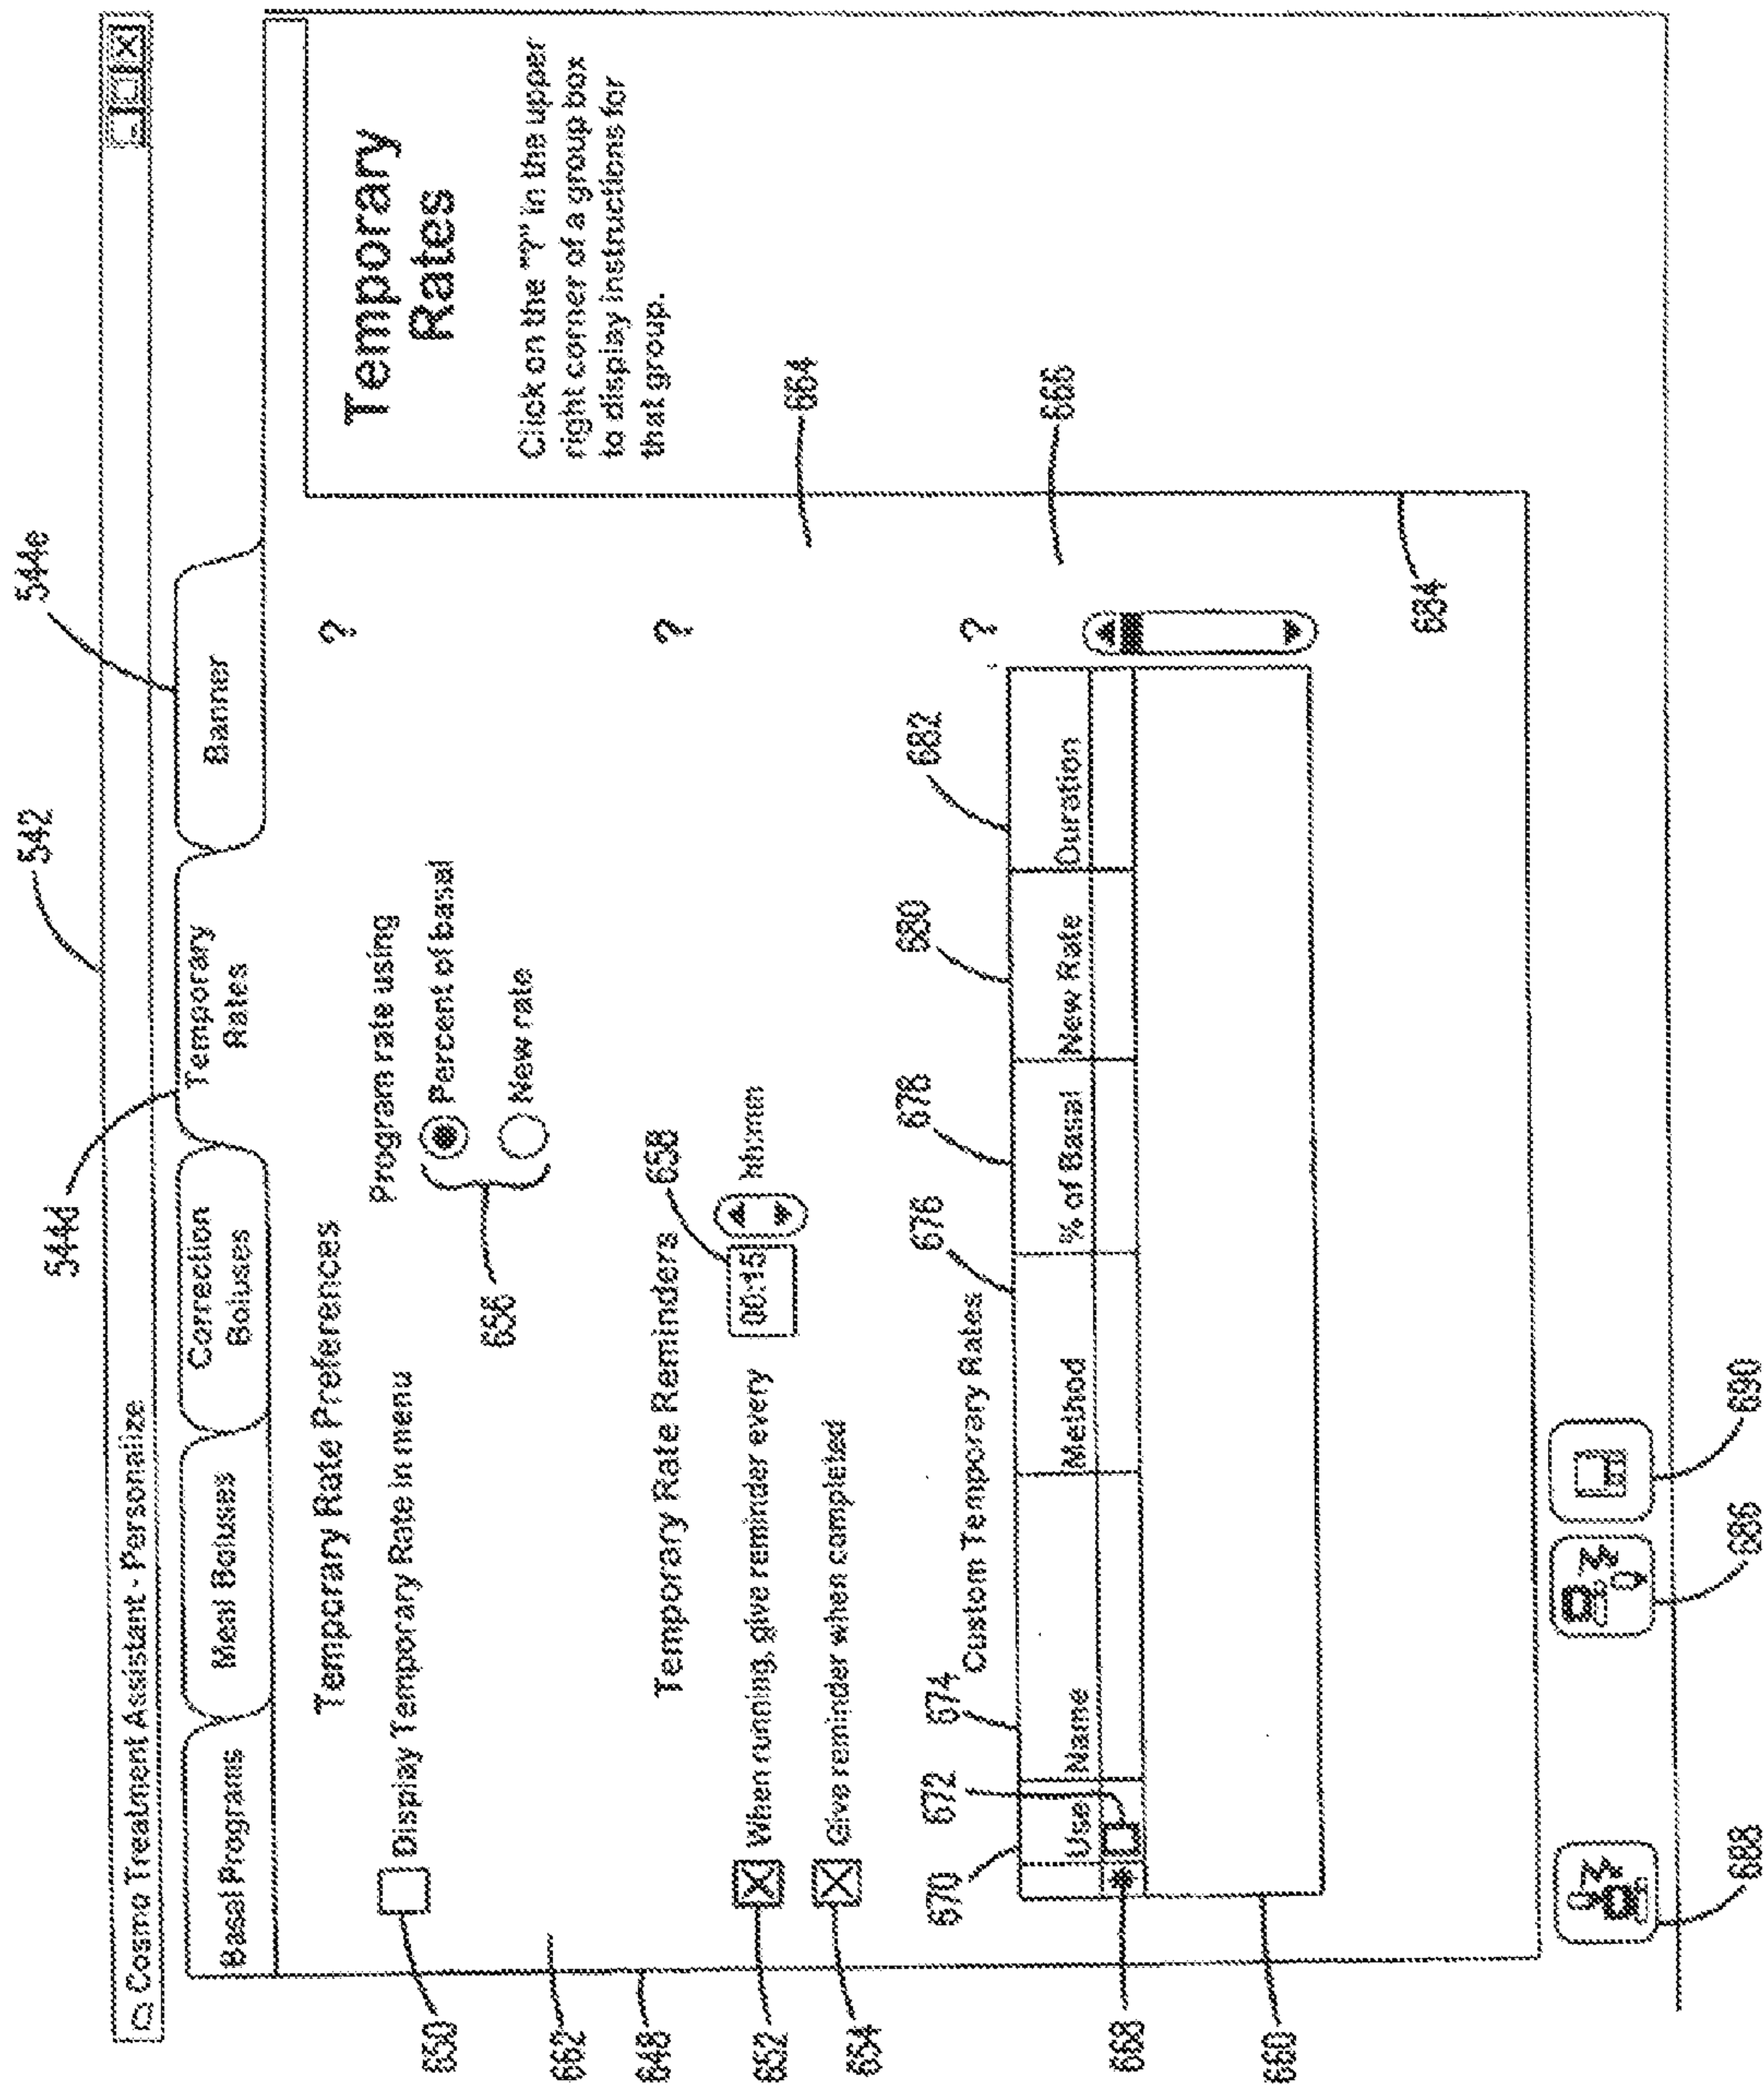 542
544e
544d
Cosmo Treatment Assistant - Personalize
Basal Programs
Meal Boluses
Correction
Boluses
Temporary
Rates
Banner
Temporary Rate Preferences
?
650
Display Temporary Rate in menu
Program rate using
Percent of basal
New rate
656
662
648
Temporary Rate Reminders
?
652
When running, give reminder every
00:15
hh:mm
658
654
Give reminder when completed
664
Custom Temporary Rates
?
666
670
672
674
676
678
680
682
Use
Name
Method
% of Basal
New Rate
Duration
*
668
660
684
Temporary
Rates
Click on the "?" in the upper
right corner of a group box
to display instructions for
that group.
688
686
690